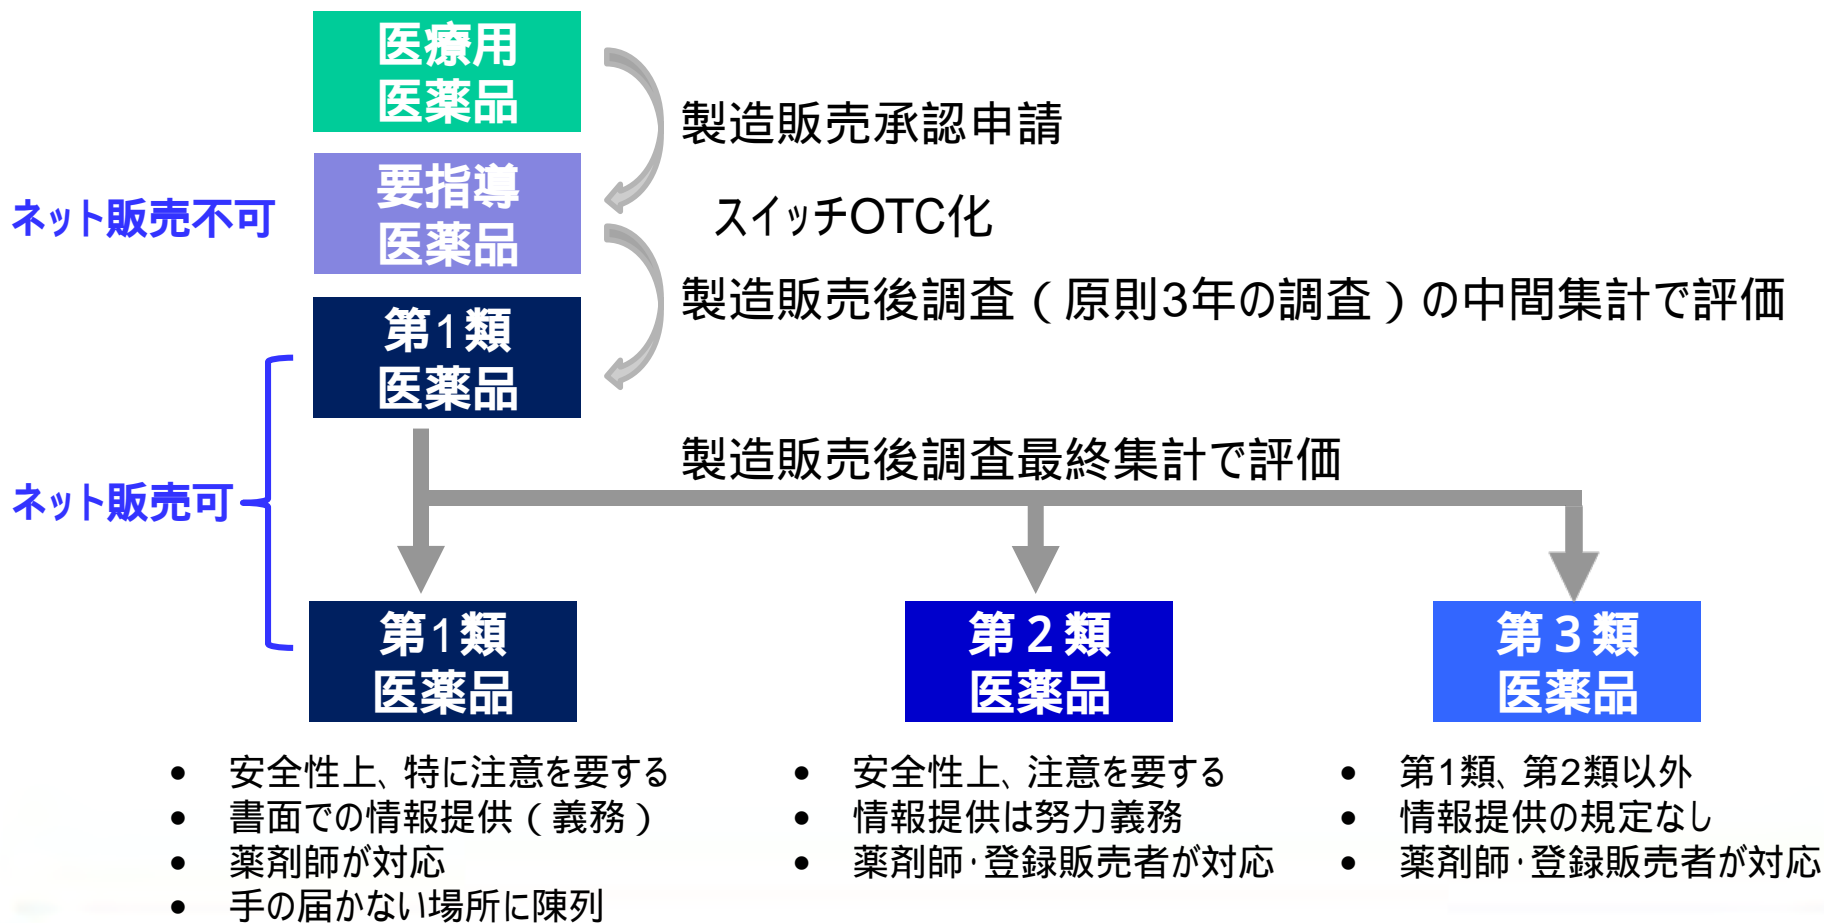 医療用
医薬品
製造販売承認申請
要指導
医薬品
ネット販売不可
スイッチOTC化
製造販売後調査(原則3年の調査)の中間集計で評価
第1類
医薬品
製造販売後調査最終集計で評価
ネット販売可
第1類
医薬品
第2類
医薬品
第3類
医薬品
• 安全性上、特に注意を要する
• 書面での情報提供(義務)
• 薬剤師が対応
• 手の届かない場所に陳列
• 安全性上、注意を要する
• 情報提供は努力義務
• 薬剤師・登録販売者が対応
• 第1類、第2類以外
• 情報提供の規定なし
• 薬剤師・登録販売者が対応